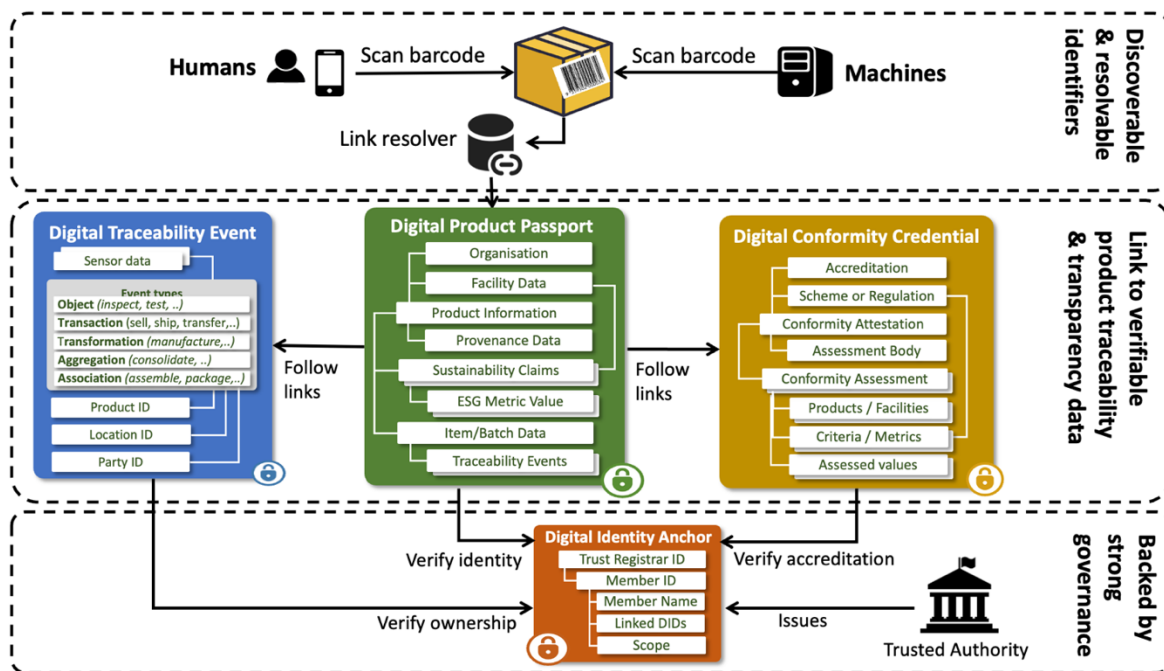 Humans
Scan barcode
Scan barcode
Machines
Link resolver
Discoverable
& resolvable
identifiers
Digital Traceability Event
Sensor data
Event types
Object (inspect, test, ..)
Transaction (sell, ship, transfer,..)
Transformation (manufacture,..)
Aggregation (consolidate, ..)
Association (assemble, package,..)
Product ID
Location ID
Party ID
Follow
links
Digital Product Passport
Organisation
Facility Data
Product Information
Provenance Data
Sustainability Claims
ESG Metric Value
Item/Batch Data
Traceability Events
Follow
links
Digital Conformity Credential
Accreditation
Scheme or Regulation
Conformity Attestation
Assessment Body
Conformity Assessment
Products / Facilities
Criteria / Metrics
Assessed values
Link to verifiable
product traceability
& transparency data
Verify identity
Verify ownership
Digital Identity Anchor
Trust Registrar ID
Member ID
Member Name
Linked DIDs
Scope
Verify accreditation
Issues
Trusted Authority
Backed by
strong
governance